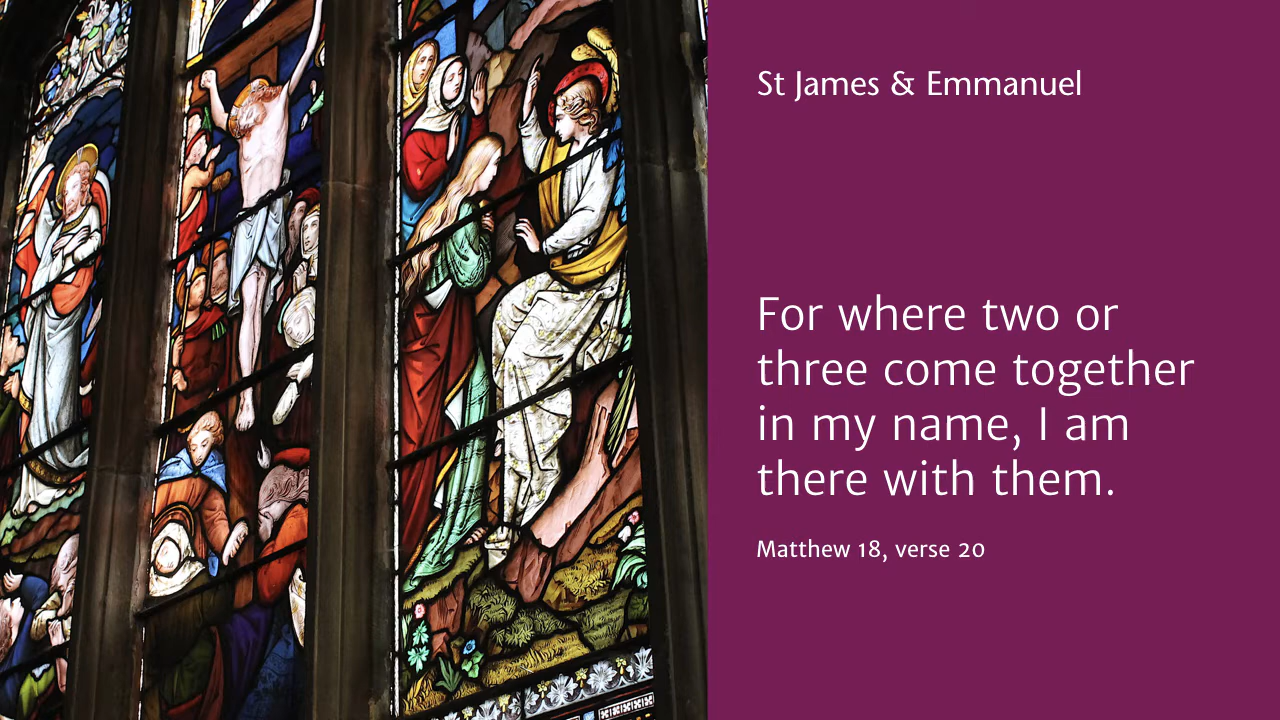 St James & Emmanuel
For where two or
three come together
in my name, I am
there with them.
Matthew 18, verse 20